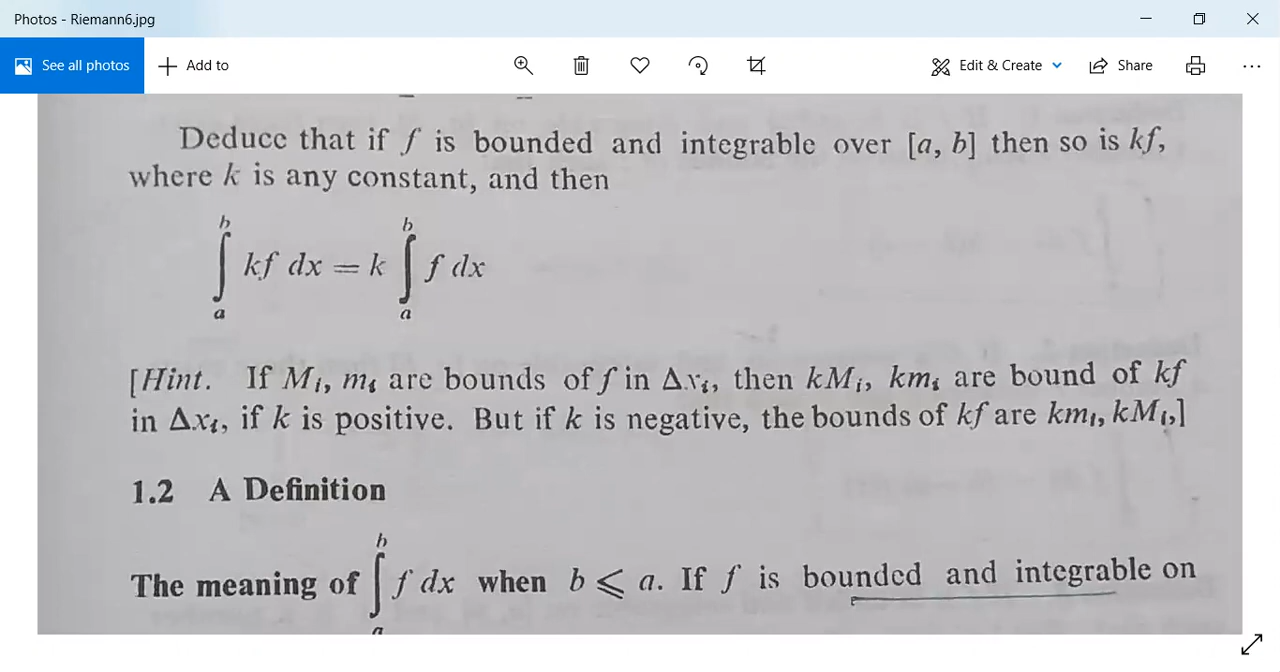 Photos - Riemann6.jpg
See all photos
Add to
Edit & Create
Share
Deduce that if f is bounded and integrable over [a, b] then so is kf,
where k is any constant, and then
∫_a^b kf dx = k ∫_a^b f dx
[Hint. If Mᵢ, mᵢ are bounds of f in Δxᵢ, then kMᵢ, kmᵢ are bound of kf
in Δxᵢ, if k is positive. But if k is negative, the bounds of kf are kmᵢ, kMᵢ,]
1.2 A Definition
The meaning of ∫_a^b f dx when b ⩽ a. If f is bounded and integrable on